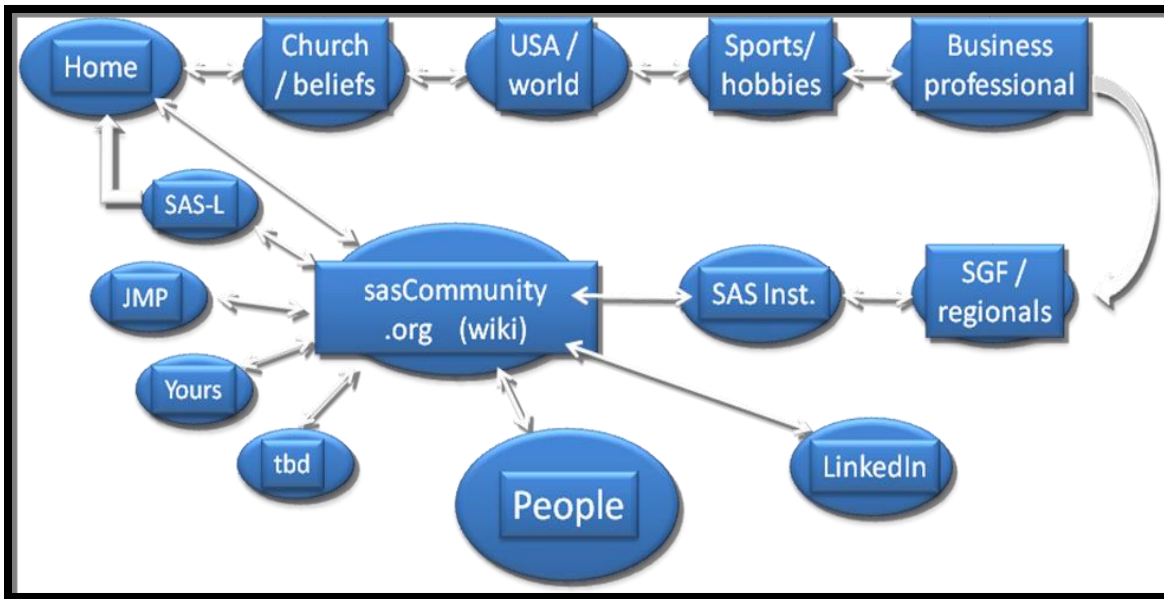 Home
Church
/ beliefs
USA /
world
Sports/
hobbies
Business
professional
SAS-L
JMP
sasCommunity
.org (wiki)
SAS Inst.
SGF /
regionals
Yours
tbd
People
LinkedIn